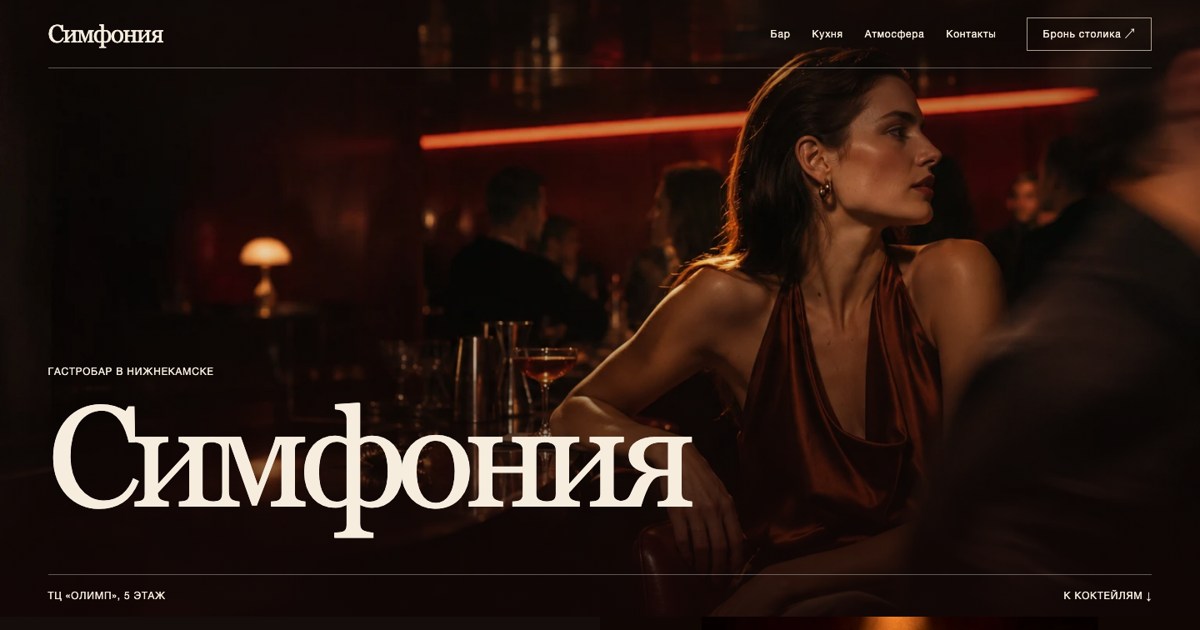 Симфония
Бар Кухня Атмосфера Контакты Бронь столика ↗
ГАСТРОБАР В НИЖНЕКАМСКЕ
Симфония
ТЦ «ОЛИМП», 5 ЭТАЖ
К КОКТЕЙЛЯМ ↓